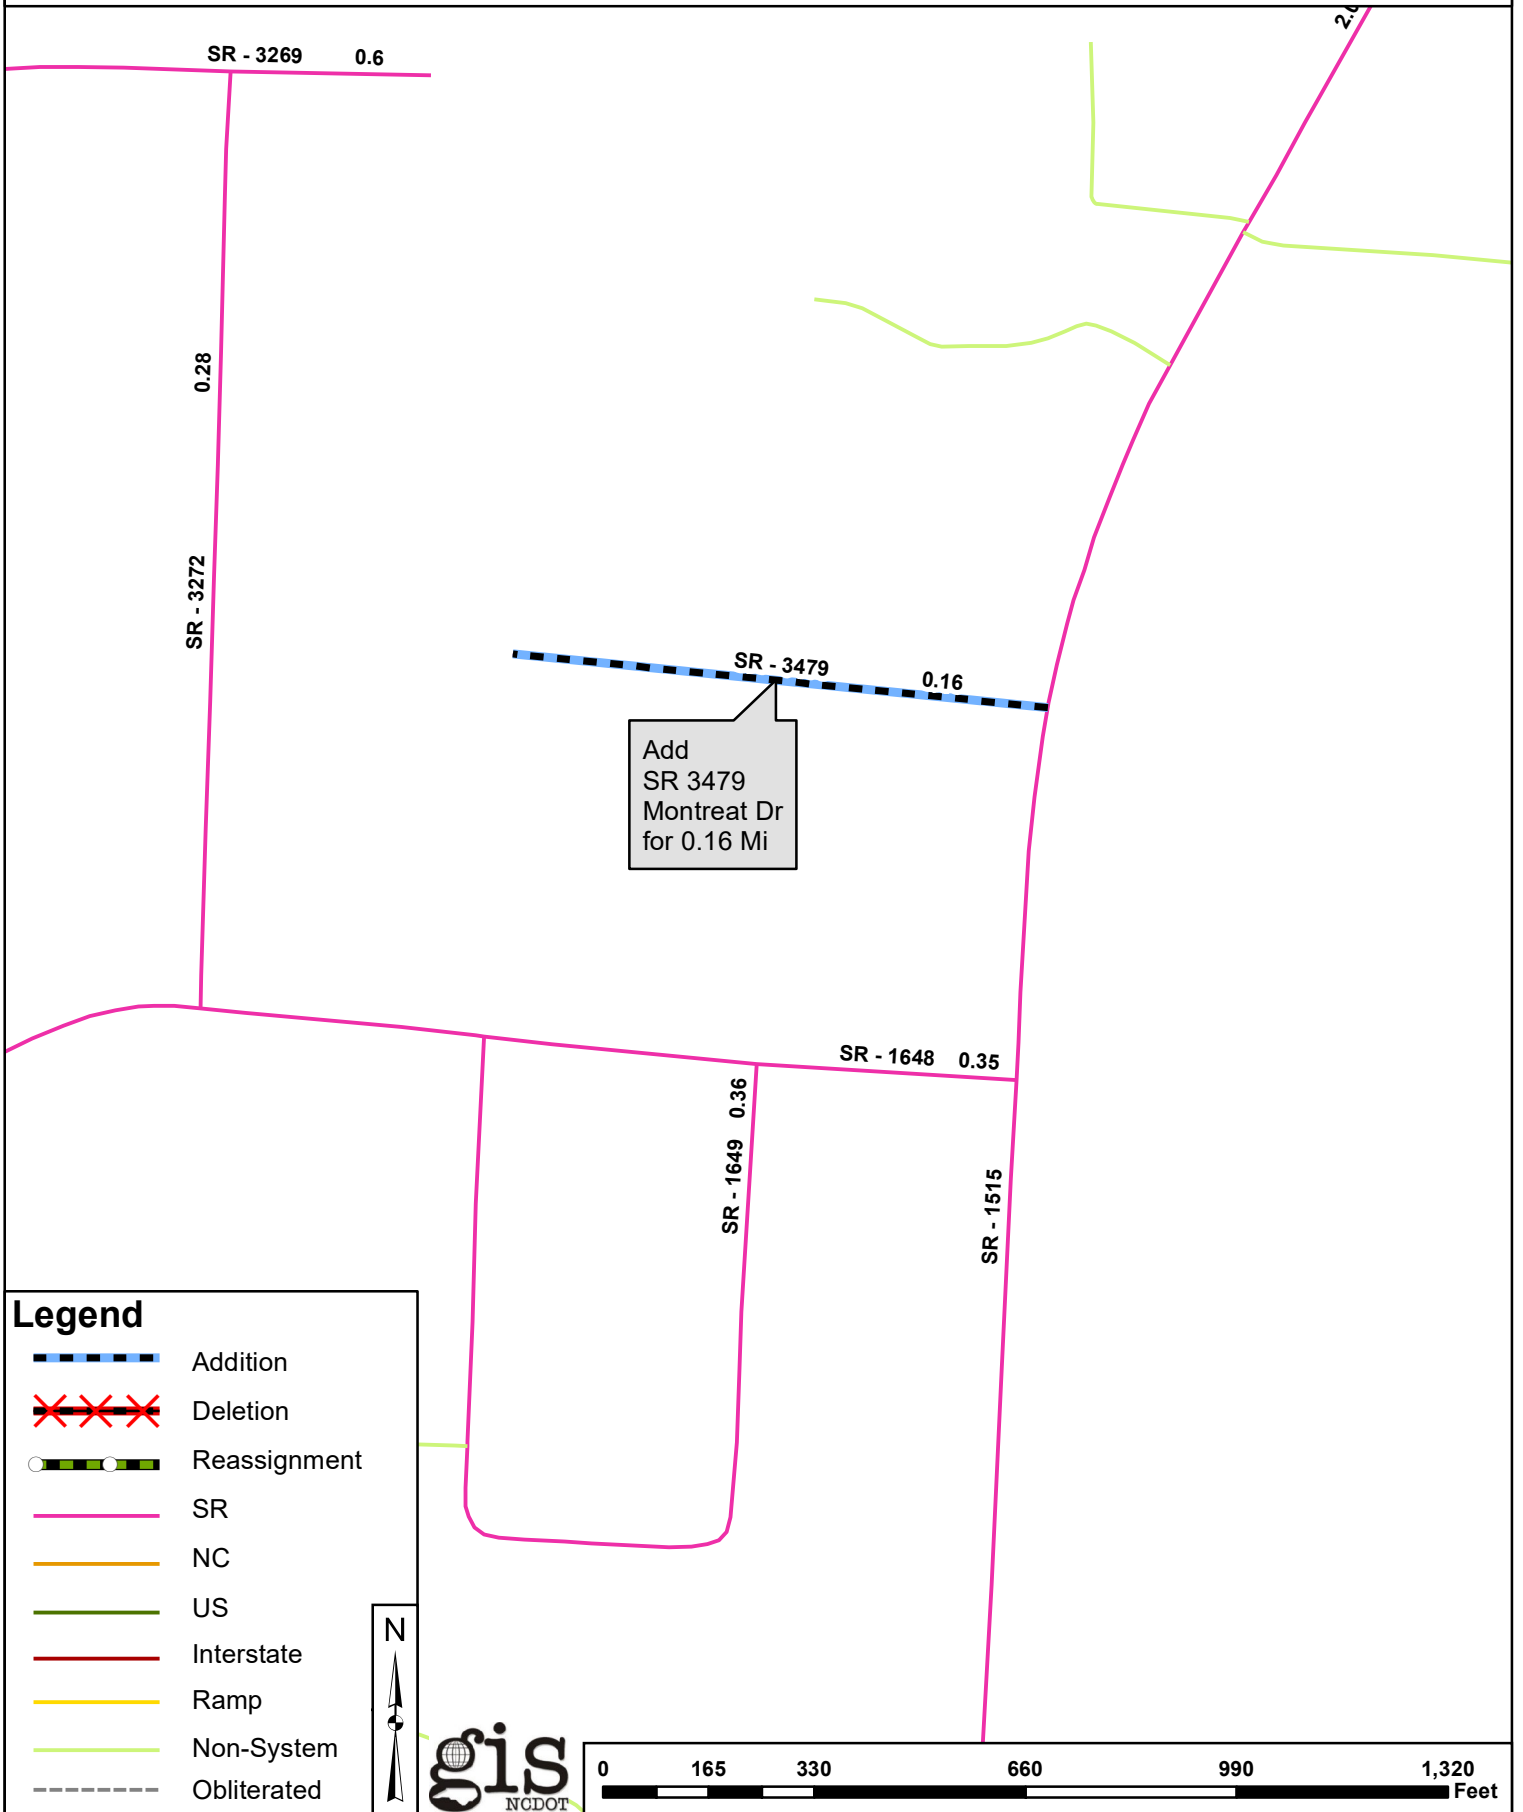 2.0
SR - 3269 0.6
0.28
SR - 3272
SR - 3479 0.16
Add
SR 3479
Montreat Dr
for 0.16 Mi
SR - 1648 0.35
SR - 1649 0.36
SR - 1515
Legend
Addition
Deletion
Reassignment
SR
NC
US
Interstate
Ramp
Non-System
Obliterated
N
gis
NCDOT
0 165 330 660 990 1,320
Feet